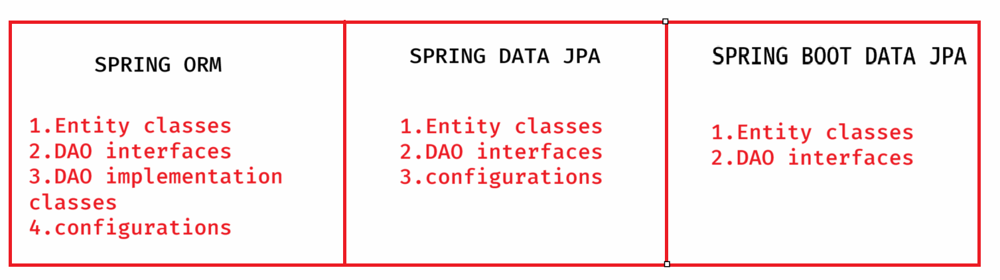 SPRING ORM
1.Entity classes
2.DAO interfaces
3.DAO implementation
classes
4.configurations
SPRING DATA JPA
1.Entity classes
2.DAO interfaces
3.configurations
SPRING BOOT DATA JPA
1.Entity classes
2.DAO interfaces